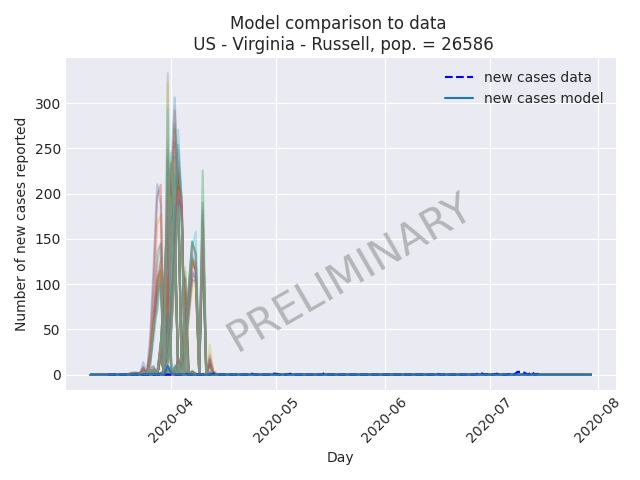 Model comparison to data
US - Virginia - Russell, pop. = 26586
new cases data
new cases model
Number of new cases reported
300
250
200
150
100
50
0
PRELIMINARY
2020-04
2020-05
2020-06
2020-07
2020-08
Day